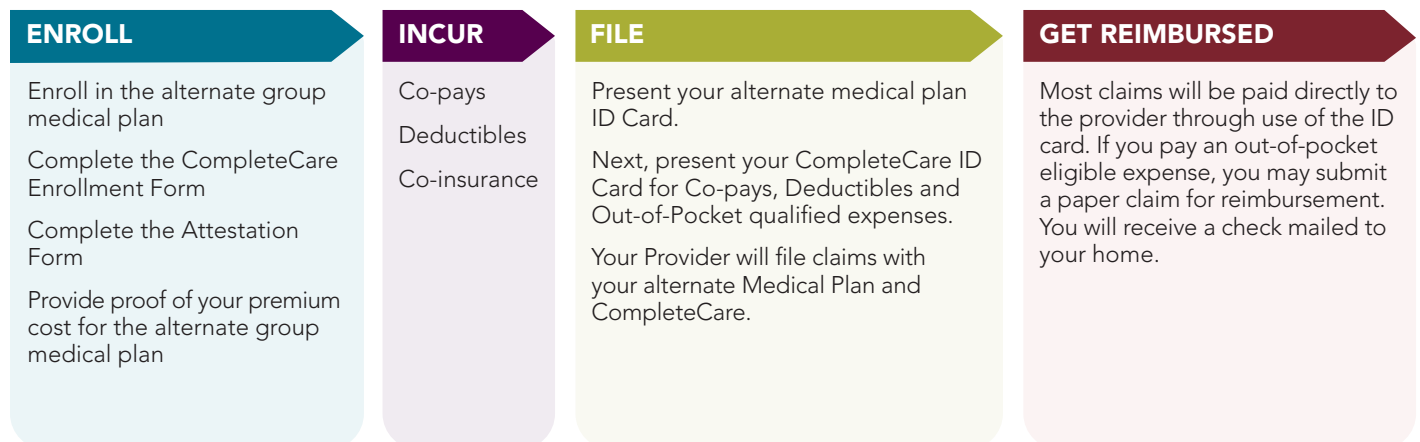 ENROLL
Enroll in the alternate group
medical plan
Complete the CompleteCare
Enrollment Form
Complete the Attestation
Form
Provide proof of your premium
cost for the alternate group
medical plan
INCUR
Co-pays
Deductibles
Co-insurance
FILE
Present your alternate medical plan
ID Card.
Next, present your CompleteCare ID
Card for Co-pays, Deductibles and
Out-of-Pocket qualified expenses.
Your Provider will file claims with
your alternate Medical Plan and
CompleteCare.
GET REIMBURSED
Most claims will be paid directly to
the provider through use of the ID
card. If you pay an out-of-pocket
eligible expense, you may submit
a paper claim for reimbursement.
You will receive a check mailed to
your home.